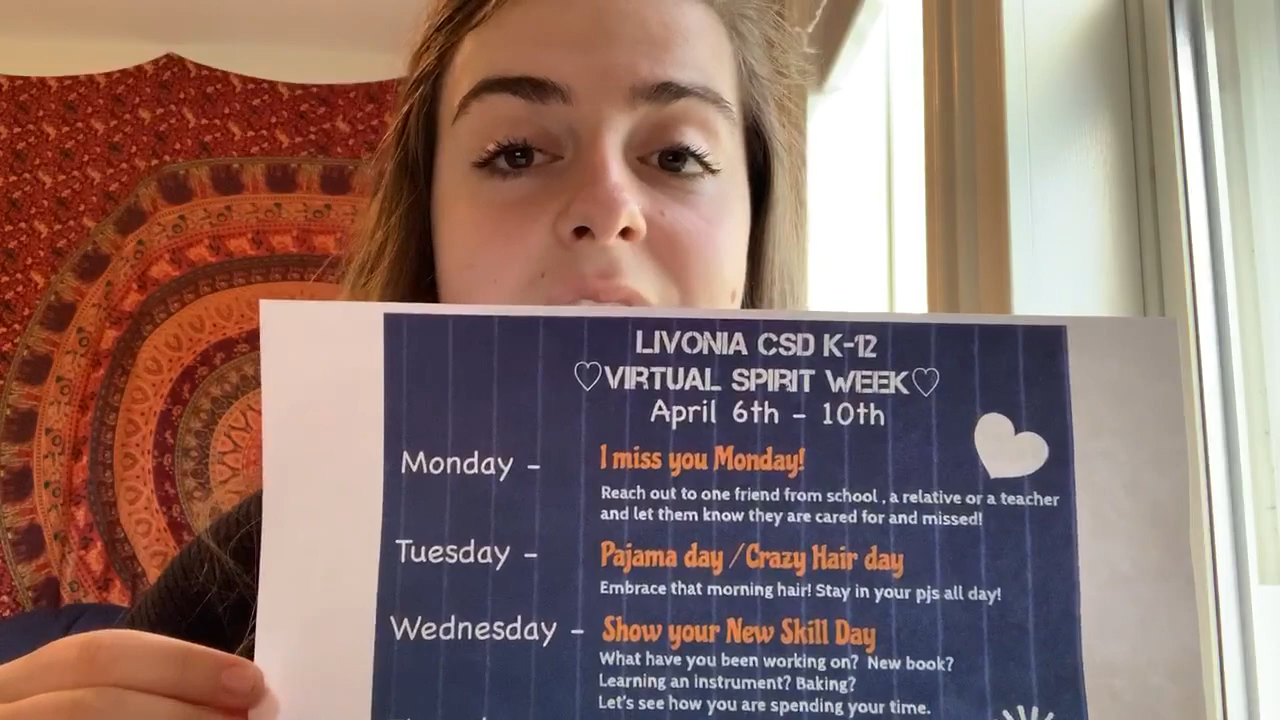 LIVONIA CSD K-12
♡VIRTUAL SPIRIT WEEK♡
April 6th - 10th
Monday - I miss you Monday!
Reach out to one friend from school , a relative or a teacher
and let them know they are cared for and missed!
Tuesday - Pajama day /Crazy Hair day
Embrace that morning hair! Stay in your pjs all day!
Wednesday - Show your New Skill Day
What have you been working on? New book?
Learning an instrument? Baking?
Let's see how you are spending your time.